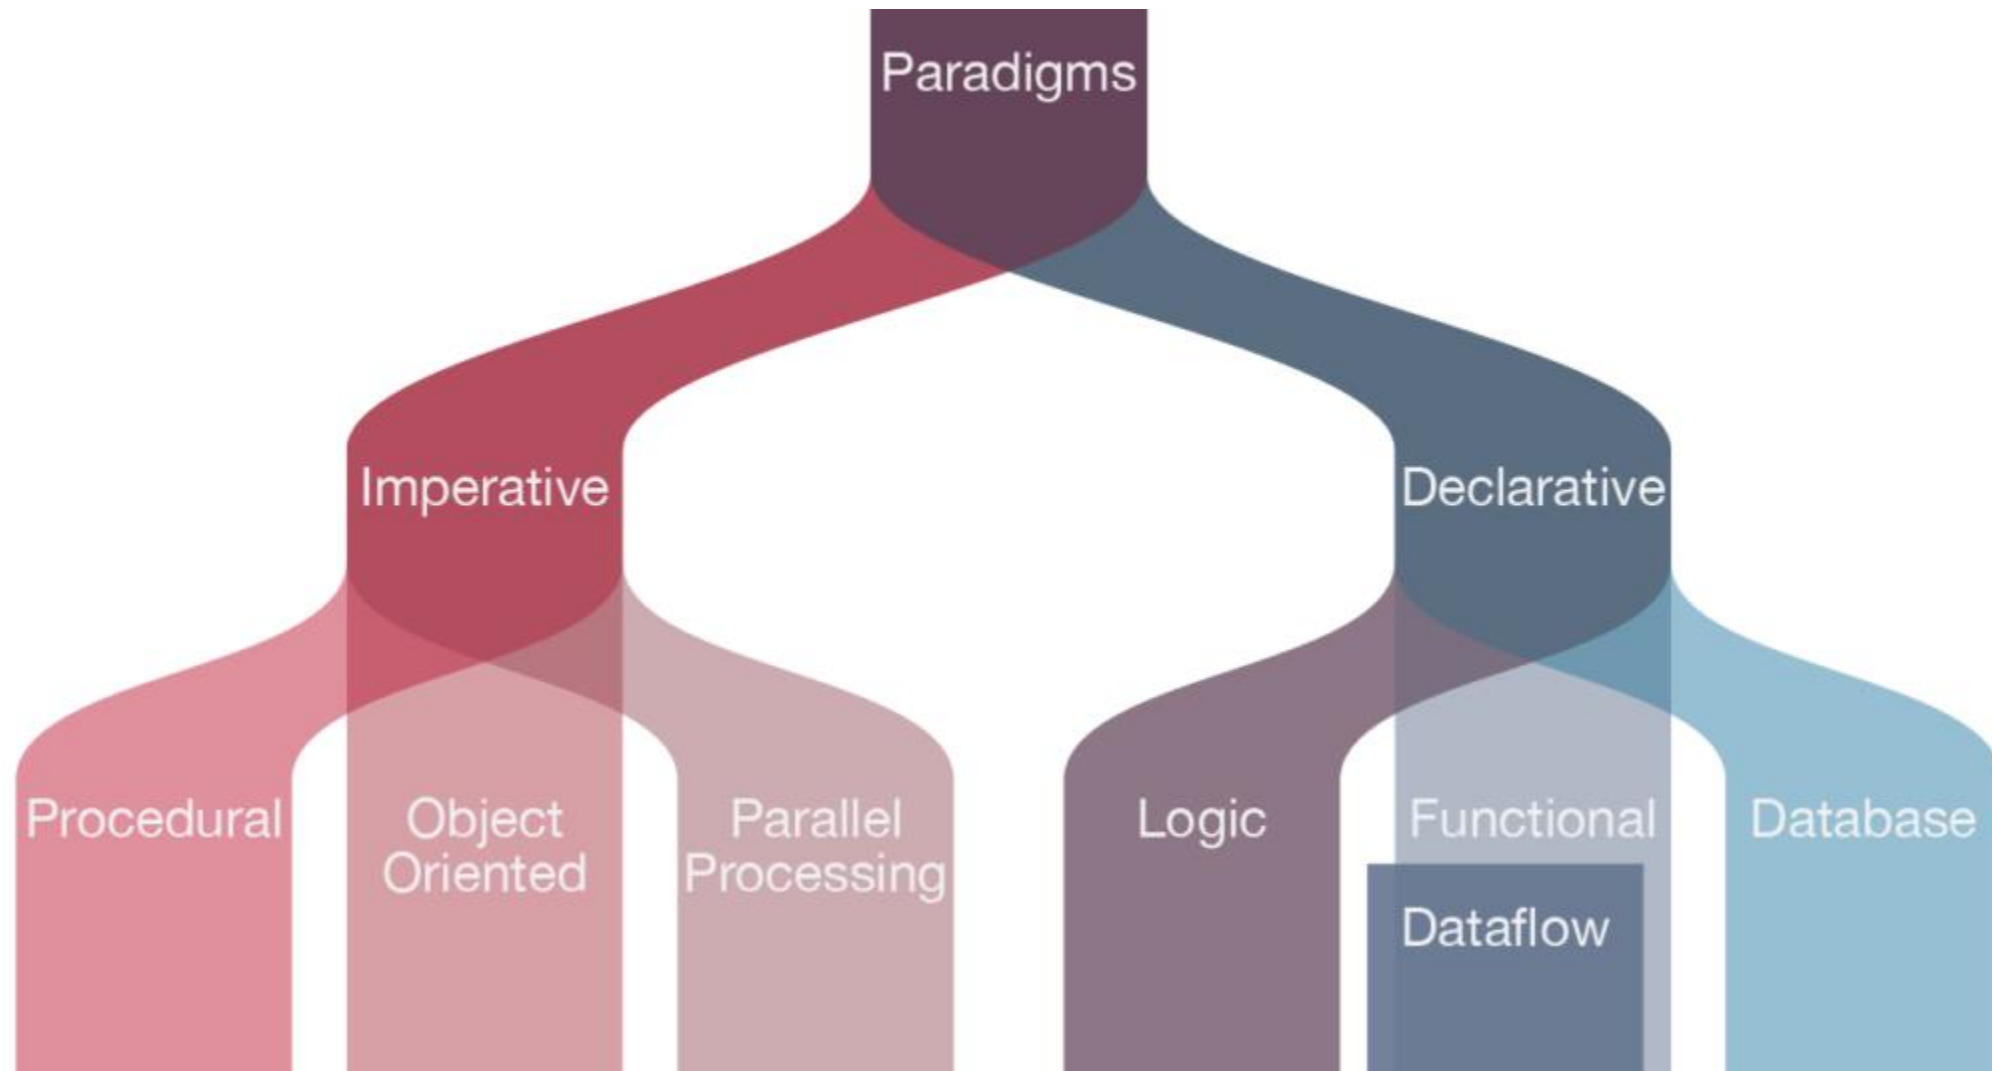 Paradigms
Imperative
Declarative
Procedural
Object
Oriented
Parallel
Processing
Logic
Functional
Dataflow
Database